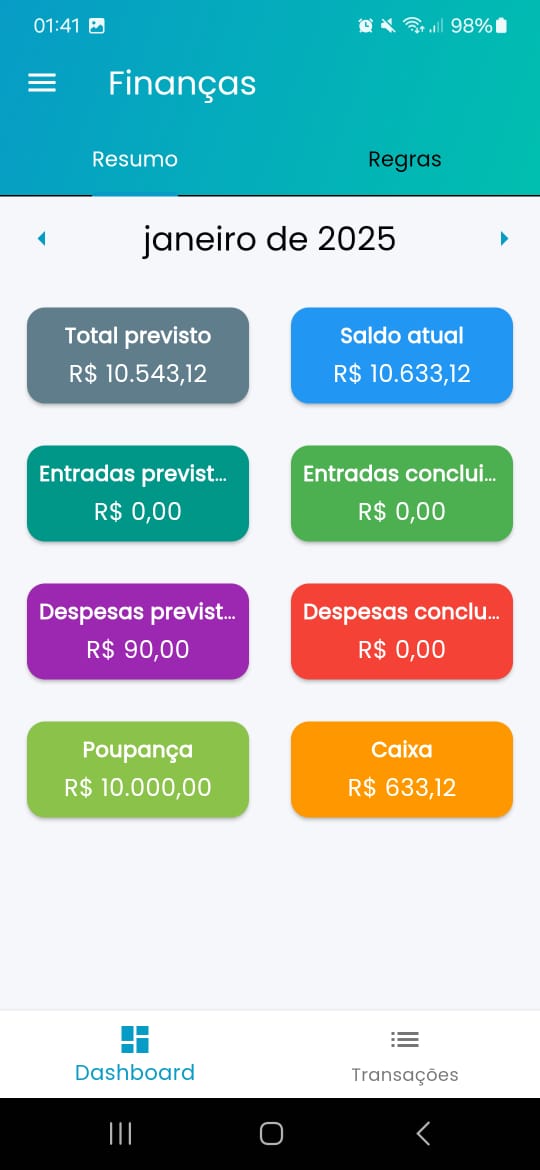 01:41 98%
Finanças
Resumo Regras
janeiro de 2025
Total previsto Saldo atual
R$ 10.543,12 R$ 10.633,12
Entradas previst... Entradas conclui...
R$ 0,00 R$ 0,00
Despesas previst... Despesas conclu...
R$ 90,00 R$ 0,00
Poupança Caixa
R$ 10.000,00 R$ 633,12
Dashboard Transações